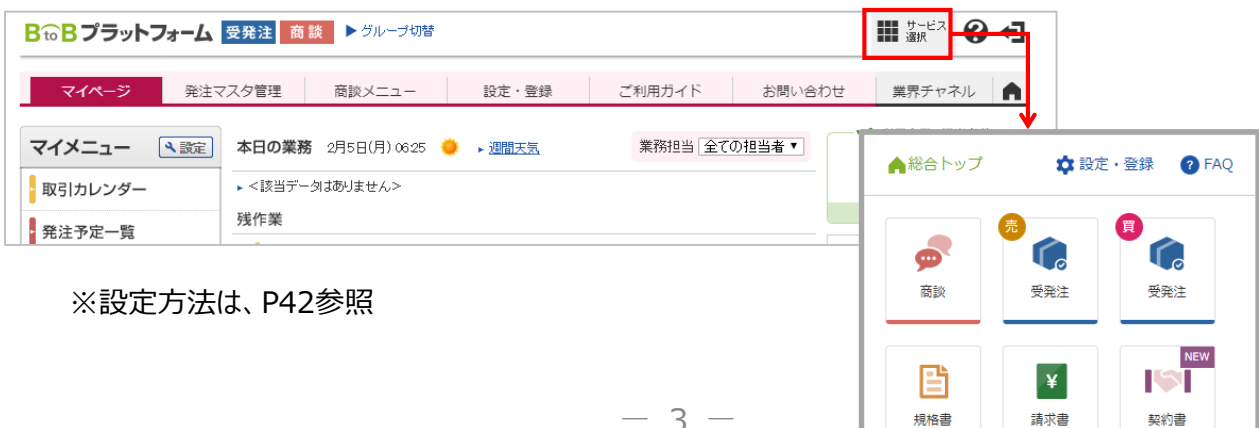 BtoBプラットフォーム 受発注 商談 ▶グループ切替 サービス選択
マイページ 発注マスタ管理 商談メニュー 設定・登録 ご利用ガイド お問い合わせ 業界チャネル
マイメニュー 設定 本日の業務 2月5日(月) 06:25 週間天気 業務担当 全ての担当者▼
取引カレンダー <該当データはありません>
残作業
発注予定一覧
総合トップ 設定・登録 FAQ
売 買
商談 受発注 受発注
NEW
規格書 請求書 契約書
※設定方法は、P42参照
― 3 ―